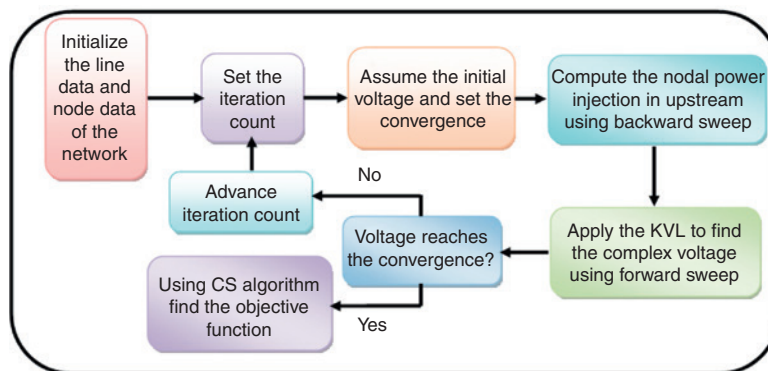 Initialize
the line
data and
node data
of the
network
Set the
iteration
count
Assume the initial
voltage and set the
convergence
Compute the nodal power
injection in upstream
using backward sweep
Apply the KVL to find
the complex voltage
using forward sweep
Voltage reaches
the convergence?
No
Advance
iteration count
Yes
Using CS algorithm
find the objective
function